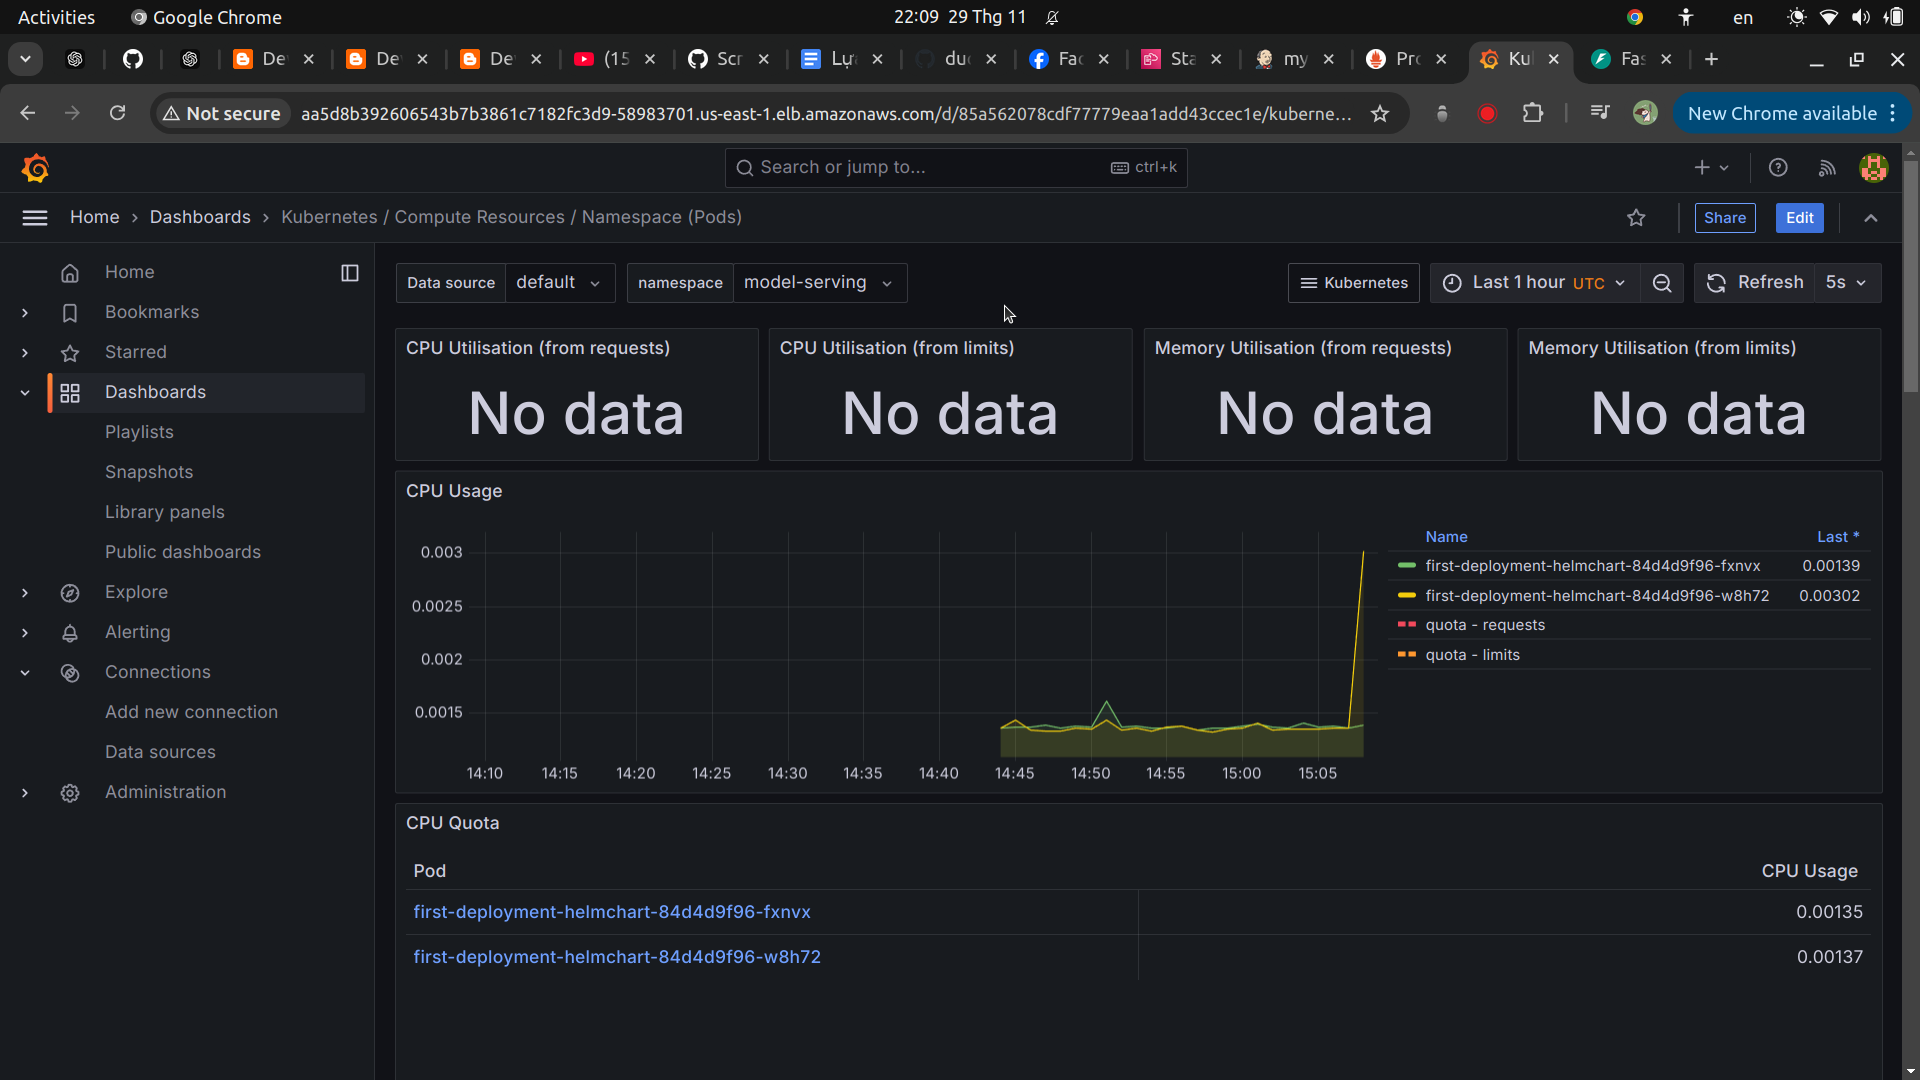 Activities
Google Chrome
22:09 29 Thg 11
en
De
De
De
(15
Scr
Lự
du
Fac
Sta
my
Pro
Ku
Fas
Not secure
aa5d8b392606543b7b3861c7182fc3d9-58983701.us-east-1.elb.amazonaws.com/d/85a562078cdf77779eaa1add43ccec1e/kuberne...
New Chrome available
Search or jump to...
ctrl+k
Home › Dashboards › Kubernetes / Compute Resources / Namespace (Pods)
Share
Edit
Home
Bookmarks
Starred
Dashboards
Playlists
Snapshots
Library panels
Public dashboards
Explore
Alerting
Connections
Add new connection
Data sources
Administration
Data source
default
namespace
model-serving
Kubernetes
Last 1 hour UTC
Refresh
5s
CPU Utilisation (from requests)
No data
CPU Utilisation (from limits)
No data
Memory Utilisation (from requests)
No data
Memory Utilisation (from limits)
No data
CPU Usage
0.003
0.0025
0.002
0.0015
14:10 14:15 14:20 14:25 14:30 14:35 14:40 14:45 14:50 14:55 15:00 15:05
Name Last *
first-deployment-helmchart-84d4d9f96-fxnvx 0.00139
first-deployment-helmchart-84d4d9f96-w8h72 0.00302
quota - requests
quota - limits
CPU Quota
Pod CPU Usage
first-deployment-helmchart-84d4d9f96-fxnvx 0.00135
first-deployment-helmchart-84d4d9f96-w8h72 0.00137